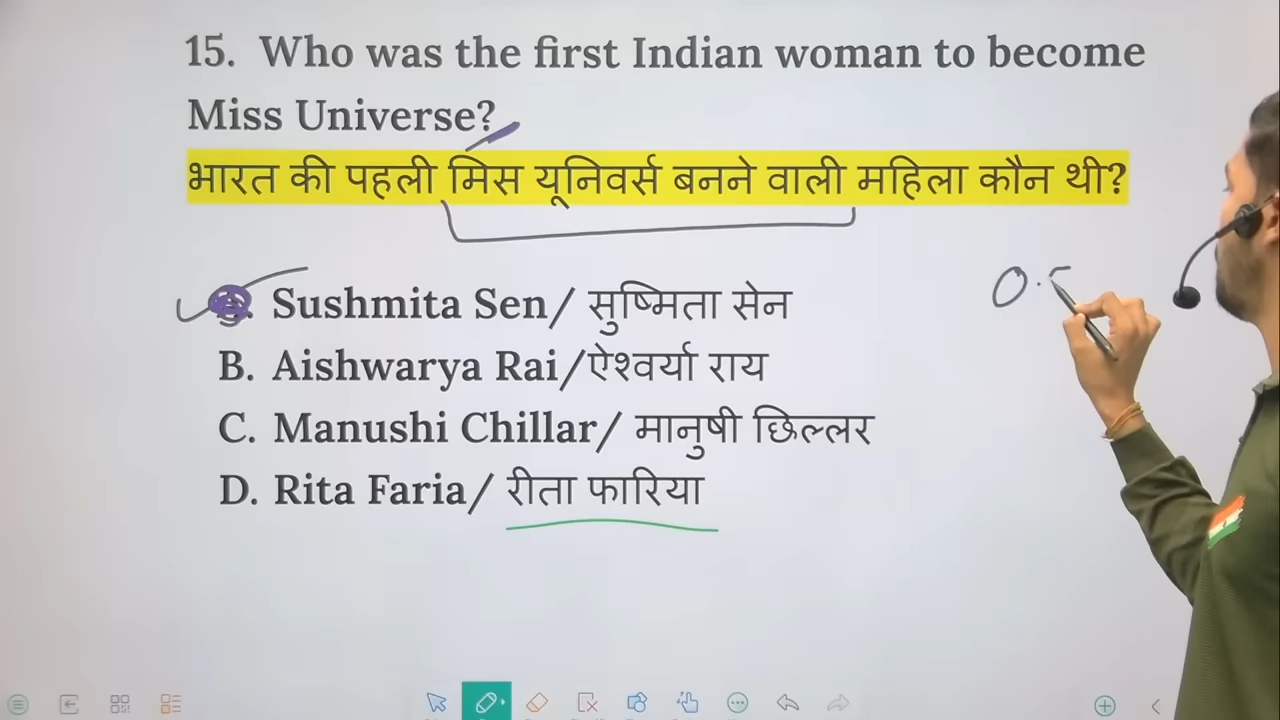 15. Who was the first Indian woman to become
Miss Universe?
भारत की पहली मिस यूनिवर्स बनने वाली महिला कौन थी?
Sushmita Sen/ सुष्मिता सेन
B. Aishwarya Rai/ऐश्वर्या राय
C. Manushi Chillar/ मानुषी छिल्लर
D. Rita Faria/ रीता फारिया